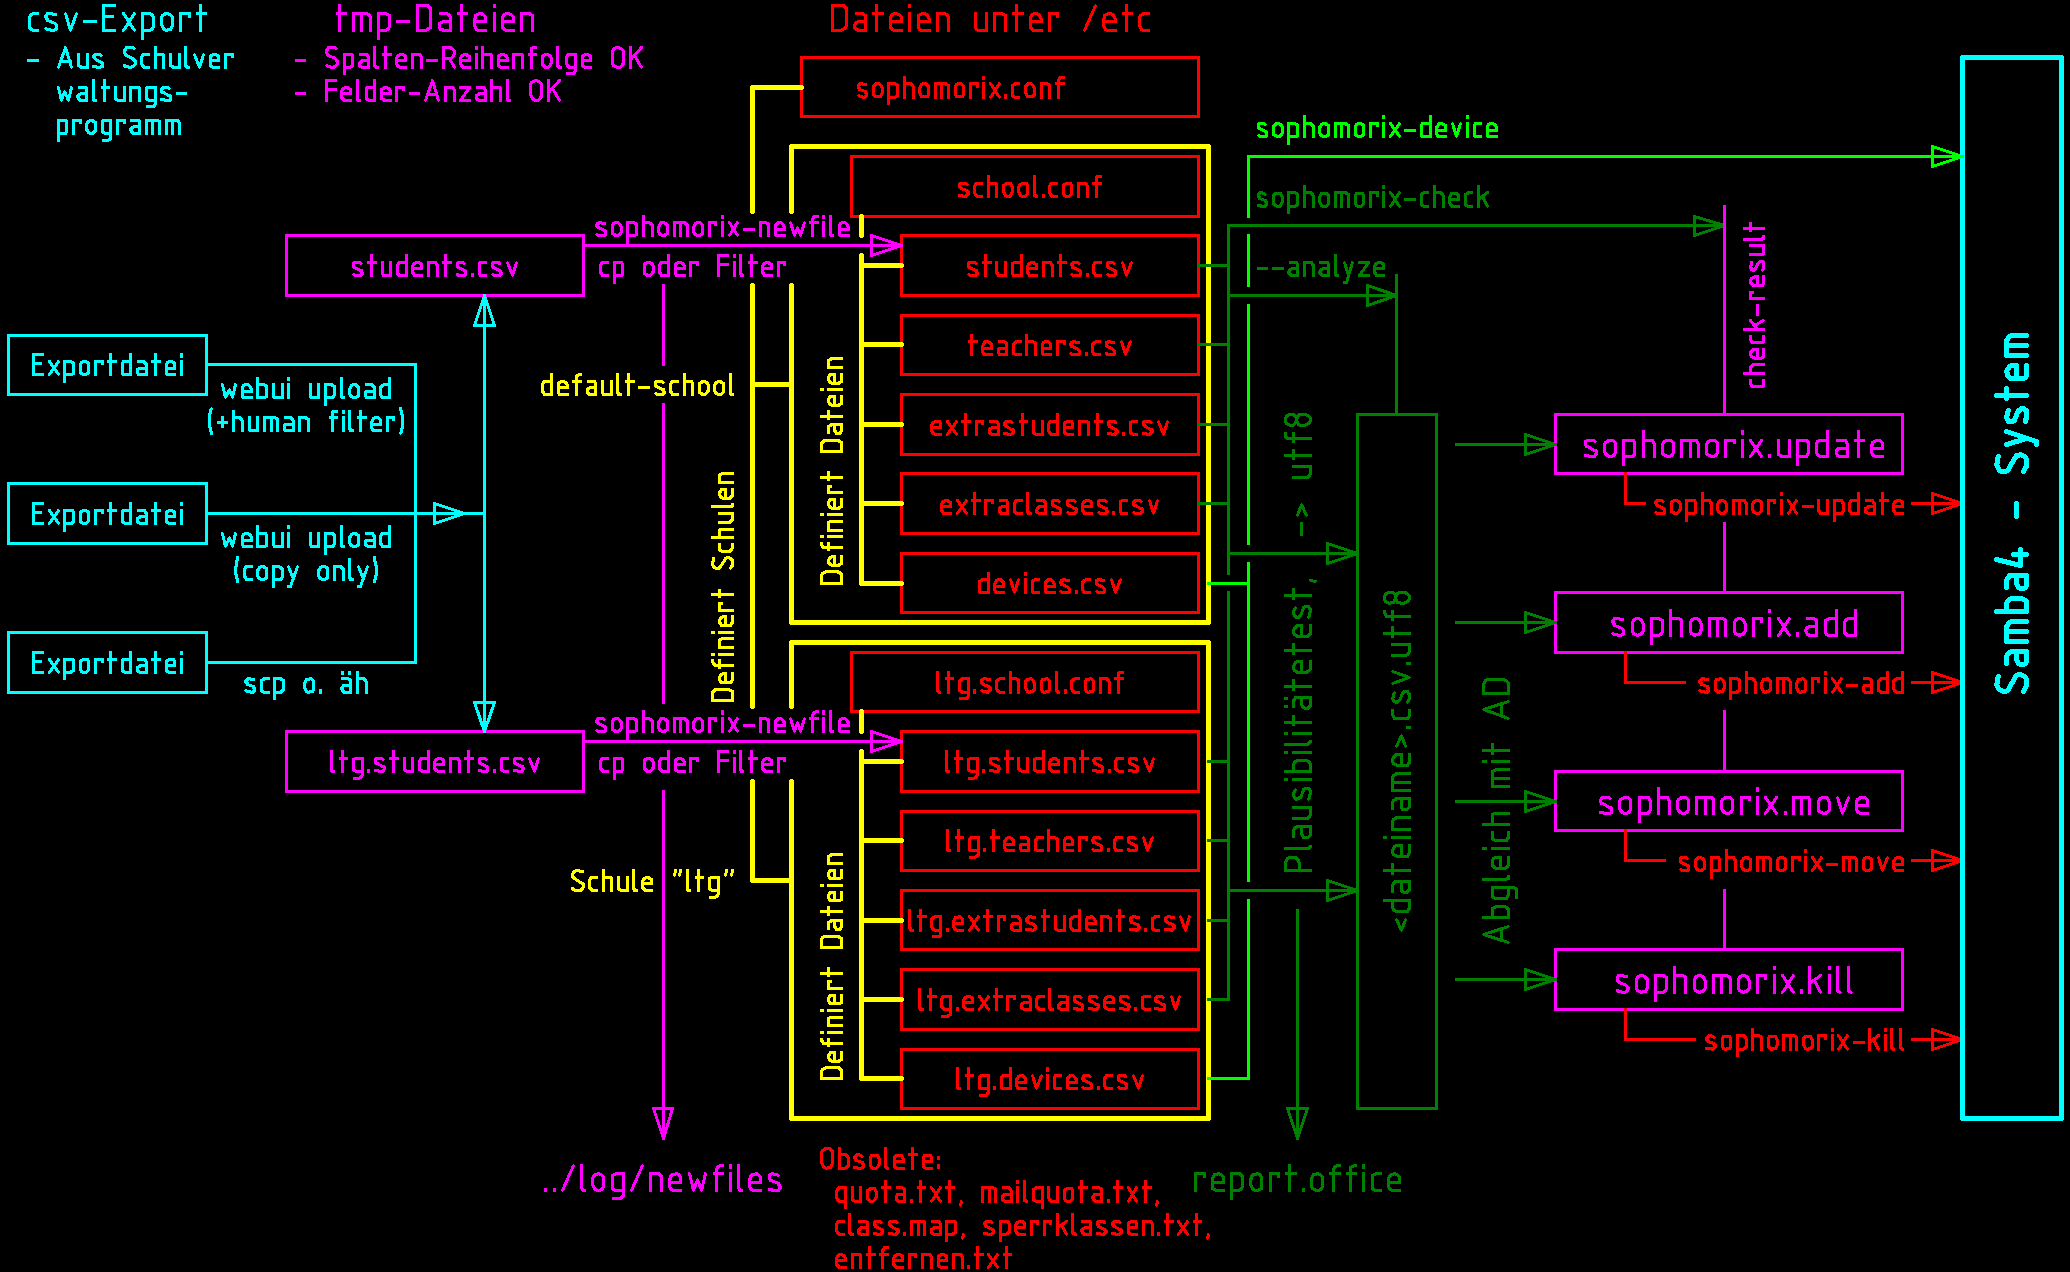 csv-Export
- Aus Schulver
waltungs-
programm
tmp-Dateien
- Spalten-Reihenfolge OK
- Felder-Anzahl OK
Dateien unter /etc
sophomorix.conf
school.conf
students.csv
teachers.csv
extrastudents.csv
extraclasses.csv
devices.csv
ltg.school.conf
ltg.students.csv
ltg.teachers.csv
ltg.extrastudents.csv
ltg.extraclasses.csv
ltg.devices.csv
Obsolete:
quota.txt, mailquota.txt,
class.map, sperrklassen.txt,
entfernen.txt
students.csv
sophomorix-newfile
cp oder Filter
Exportdatei
webui upload
(+human filter)
Exportdatei
webui upload
(copy only)
Exportdatei
scp o. äh
ltg.students.csv
sophomorix-newfile
cp oder Filter
../log/newfiles
default-school
Definiert Schulen
Schule "ltg"
Definiert Dateien
Definiert Dateien
sophomorix-device
sophomorix-check
--analyze
Plausibilitätetest, -> utf8
<dateiname>.csv.utf8
report.office
Abgleich mit AD
check-result
sophomorix.update
sophomorix-update
sophomorix.add
sophomorix-add
sophomorix.move
sophomorix-move
sophomorix.kill
sophomorix-kill
Samba4 - System